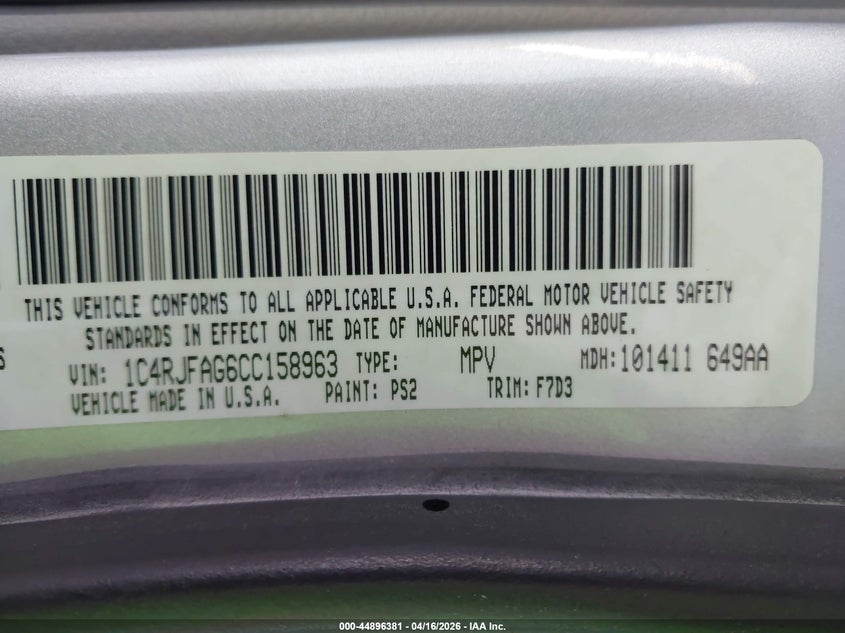 THIS VEHICLE CONFORMS TO ALL APPLICABLE U.S.A. FEDERAL MOTOR VEHICLE SAFETY
STANDARDS IN EFFECT ON THE DATE OF MANUFACTURE SHOWN ABOVE.
VIN: 1C4RJFAG6CC158963 TYPE: MPV MDH:101411 649AA
VEHICLE MADE IN U.S.A. PAINT: PS2 TRIM: F7D3
000-44896381 - 04/16/2026 - IAA Inc.